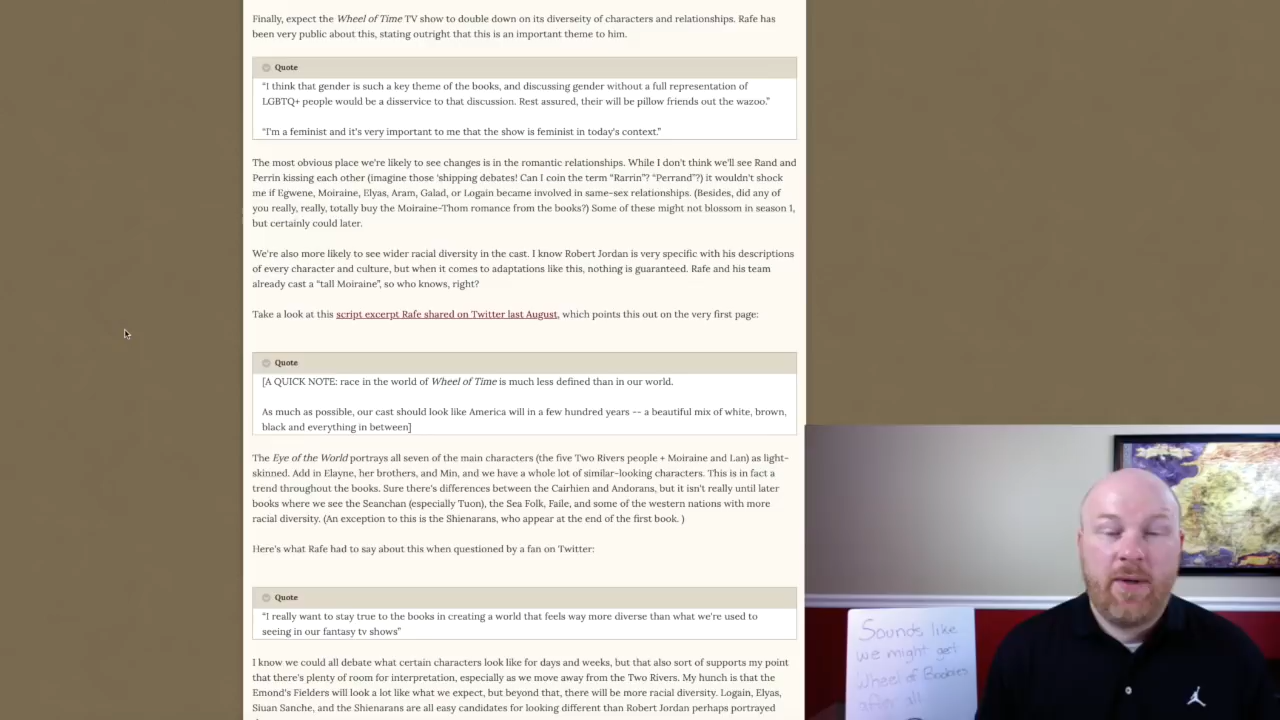 Finally, expect the Wheel of Time TV show to double down on its diverseity of characters and relationships. Rafe has
been very public about this, stating outright that this is an important theme to him.
Quote
“I think that gender is such a key theme of the books, and discussing gender without a full representation of
LGBTQ+ people would be a disservice to that discussion. Rest assured, their will be pillow friends out the wazoo.”
“I'm a feminist and it's very important to me that the show is feminist in today's context.”
The most obvious place we're likely to see changes is in the romantic relationships. While I don't think we'll see Rand and
Perrin kissing each other (imagine those ‘shipping debates! Can I coin the term “Rarrin”? “Perrand”?) it wouldn't shock
me if Egwene, Moiraine, Elyas, Aram, Galad, or Logain became involved in same-sex relationships. (Besides, did any of
you really, really, totally buy the Moiraine-Thom romance from the books?) Some of these might not blossom in season 1,
but certainly could later.
We're also more likely to see wider racial diversity in the cast. I know Robert Jordan is very specific with his descriptions
of every character and culture, but when it comes to adaptations like this, nothing is guaranteed. Rafe and his team
already cast a “tall Moiraine”, so who knows, right?
Take a look at this script excerpt Rafe shared on Twitter last August, which points this out on the very first page:
Quote
[A QUICK NOTE: race in the world of Wheel of Time is much less defined than in our world.
As much as possible, our cast should look like America will in a few hundred years -- a beautiful mix of white, brown,
black and everything in between]
The Eye of the World portrays all seven of the main characters (the five Two Rivers people + Moiraine and Lan) as light-
skinned. Add in Elayne, her brothers, and Min, and we have a whole lot of similar-looking characters. This is in fact a
trend throughout the books. Sure there's differences between the Cairhien and Andorans, but it isn't really until later
books where we see the Seanchan (especially Tuon), the Sea Folk, Faile, and some of the western nations with more
racial diversity. (An exception to this is the Shienarans, who appear at the end of the first book. )
Here's what Rafe had to say about this when questioned by a fan on Twitter:
Quote
“I really want to stay true to the books in creating a world that feels way more diverse than what we're used to
seeing in our fantasy tv shows”
I know we could all debate what certain characters look like for days and weeks, but that also sort of supports my point
that there's plenty of room for interpretation, especially as we move away from the Two Rivers. My hunch is that the
Emond's Fielders will look a lot like what we expect, but beyond that, there will be more racial diversity. Logain, Elyas,
Siuan Sanche, and the Shienarans are all easy candidates for looking different than Robert Jordan perhaps portrayed
Sounds like
we might get
Wheel of Boobies
after all